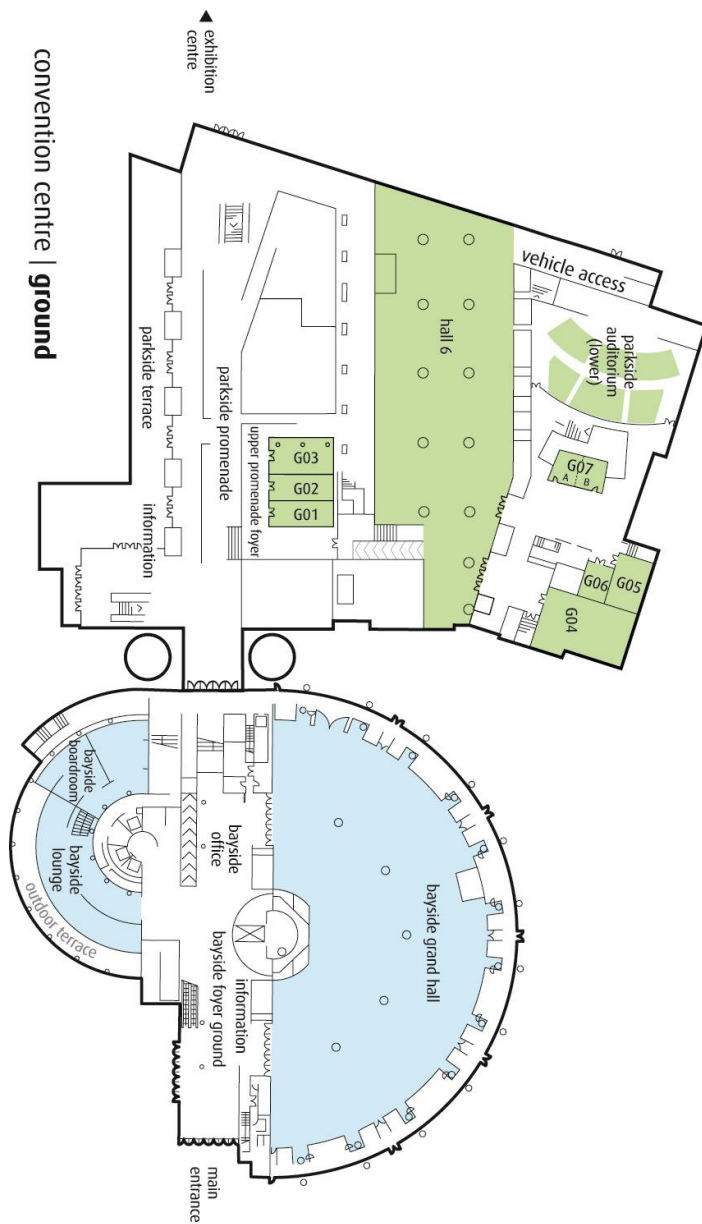 convention centre | ground
◀ exhibition
centre
vehicle access
parkside
auditorium
(lower)
hall 6
G07
A B
G06
G05
G04
G03
G02
G01
upper promenade foyer
parkside promenade
parkside terrace
information
bayside
boardroom
bayside
lounge
outdoor terrace
bayside
office
bayside grand hall
information
bayside foyer ground
main
entrance